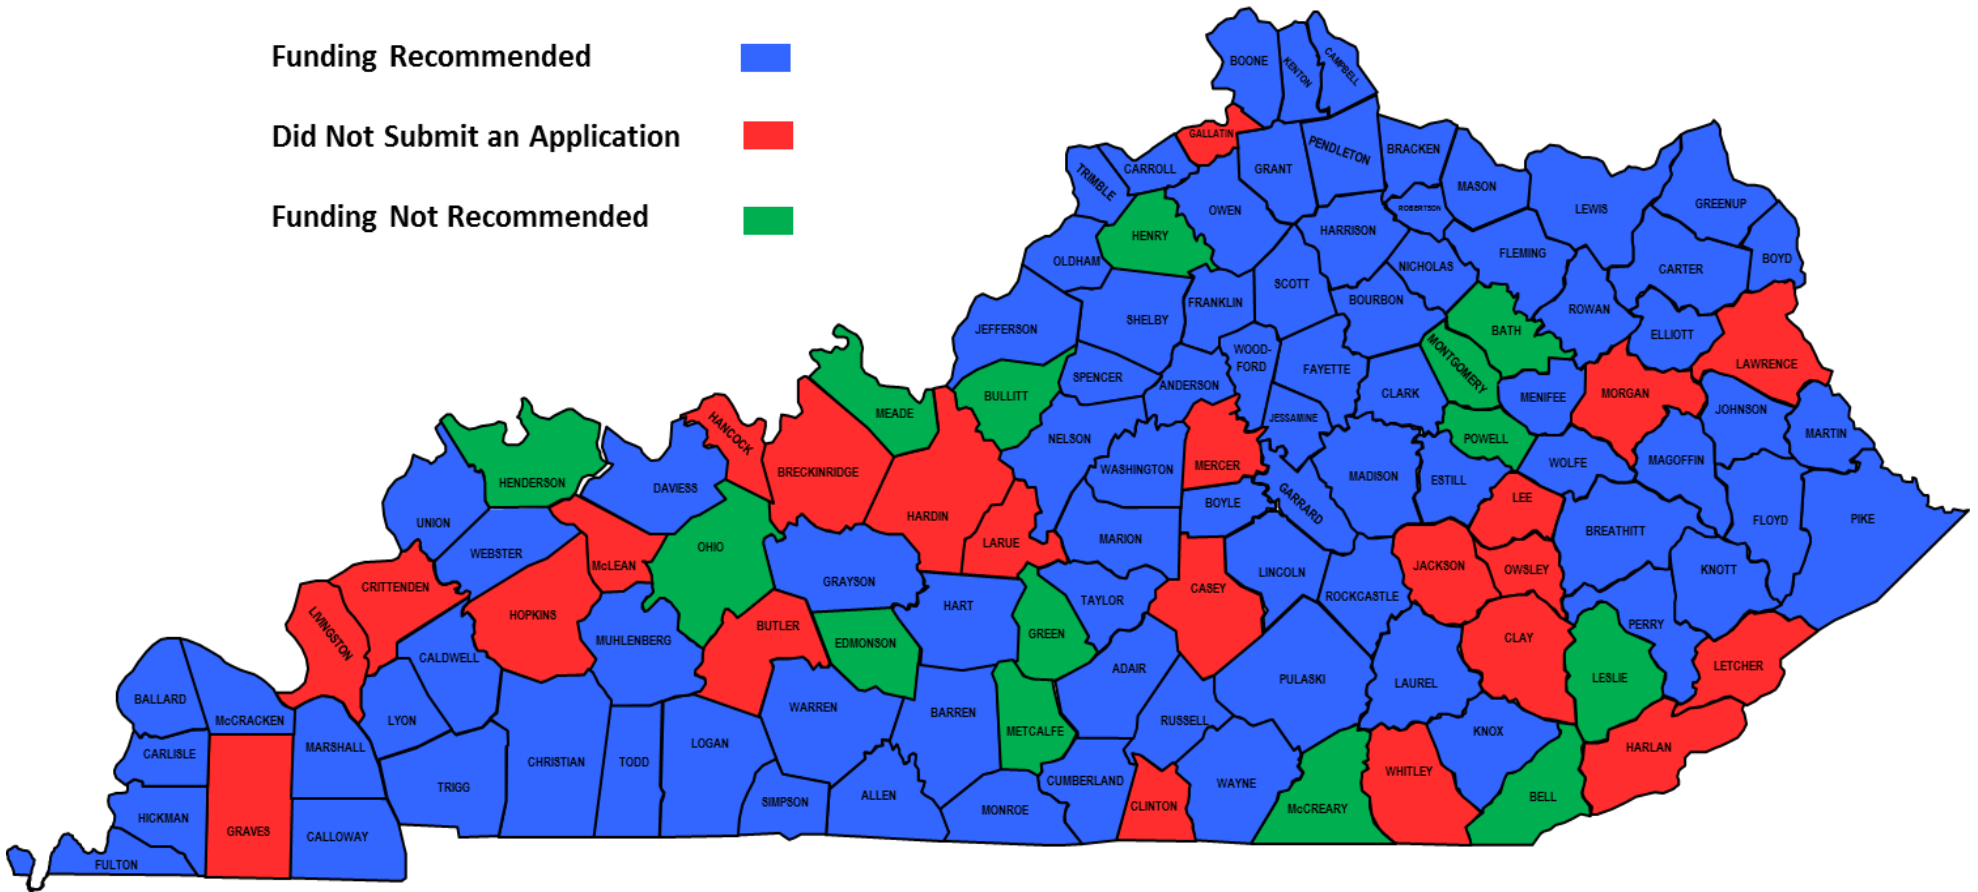 Funding Recommended
Did Not Submit an Application
Funding Not Recommended
BOONE
KENTON
CAMPBELL
GALLATIN
CARROLL
TRIMBLE
GRANT
PENDLETON
BRACKEN
MASON
ROBERTSON
LEWIS
GREENUP
OWEN
HENRY
HARRISON
FLEMING
NICHOLAS
CARTER
BOYD
OLDHAM
SCOTT
BOURBON
FRANKLIN
SHELBY
JEFFERSON
ROWAN
ELLIOTT
BATH
MONTGOMERY
LAWRENCE
WOOD-
FORD
FAYETTE
CLARK
MENIFEE
MORGAN
JOHNSON
MARTIN
SPENCER
ANDERSON
BULLITT
MEADE
JESSAMINE
POWELL
WOLFE
MAGOFFIN
NELSON
WASHINGTON
MERCER
MADISON
ESTILL
LEE
HANCOCK
BRECKINRIDGE
HENDERSON
DAVIESS
BOYLE
GARRARD
UNION
HARDIN
LARUE
MARION
BREATHITT
FLOYD
PIKE
WEBSTER
McLEAN
OHIO
GRAYSON
LINCOLN
JACKSON
OWSLEY
KNOTT
CRITTENDEN
HOPKINS
HART
TAYLOR
CASEY
ROCKCASTLE
LIVINGSTON
MUHLENBERG
BUTLER
EDMONSON
GREEN
CLAY
PERRY
LETCHER
CALDWELL
ADAIR
PULASKI
LAUREL
LESLIE
BALLARD
McCRACKEN
LYON
WARREN
BARREN
METCALFE
RUSSELL
KNOX
HARLAN
CARLISLE
MARSHALL
TRIGG
CHRISTIAN
TODD
LOGAN
SIMPSON
ALLEN
MONROE
CUMBERLAND
CLINTON
WAYNE
McCREARY
WHITLEY
BELL
HICKMAN
GRAVES
CALLOWAY
FULTON